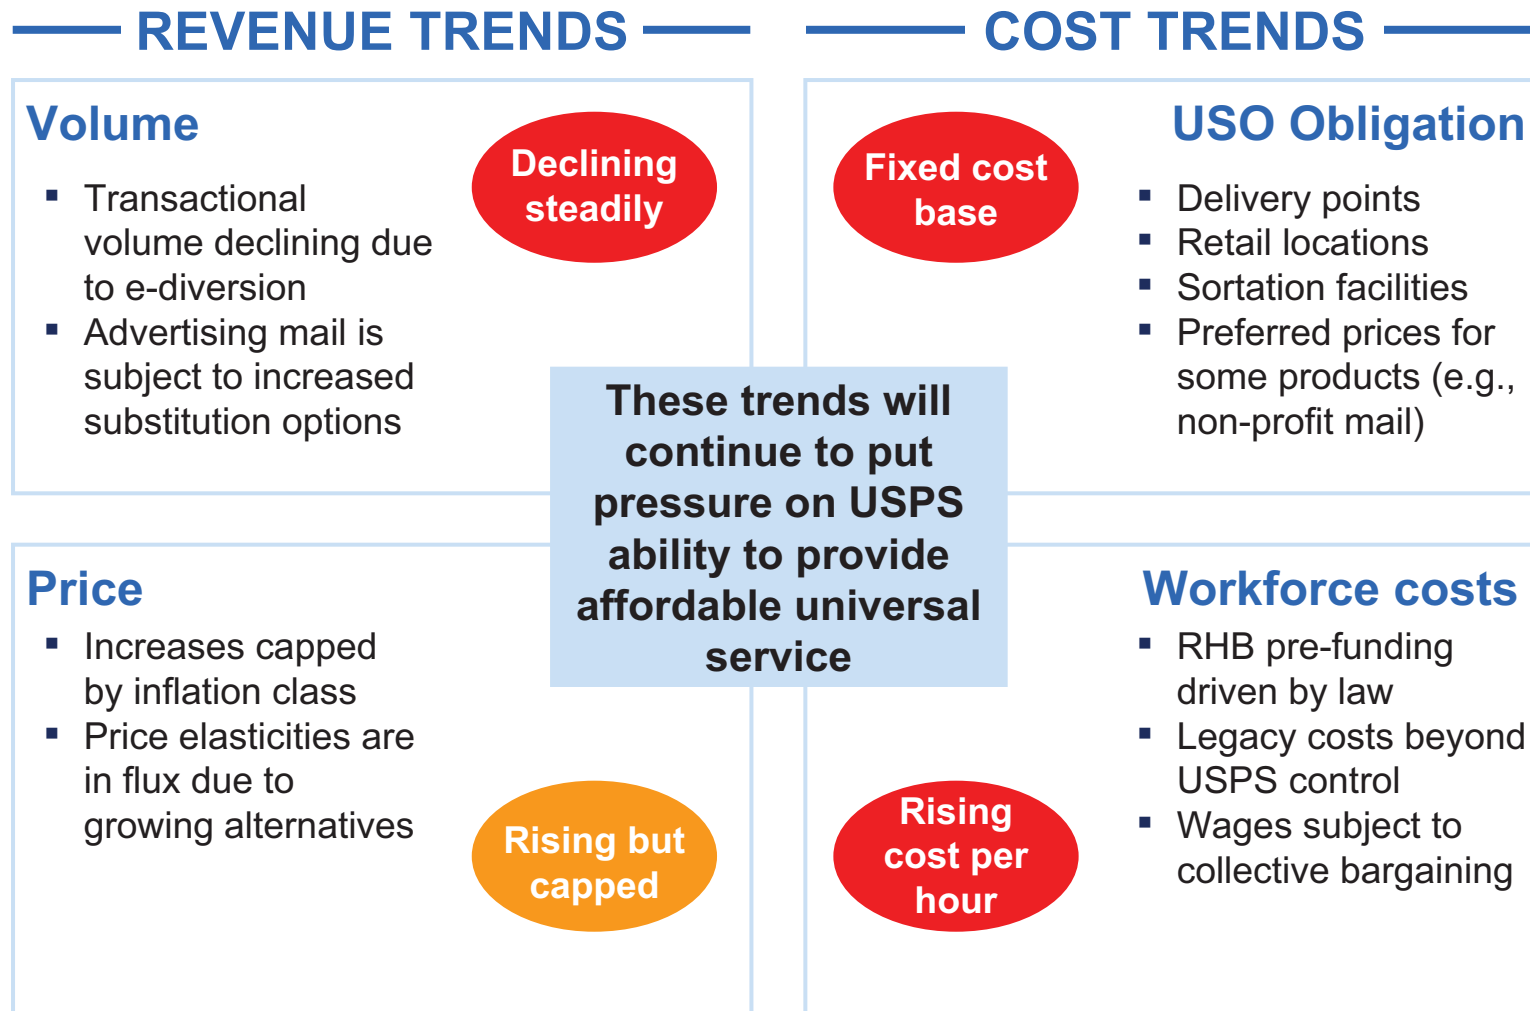 REVENUE TRENDS
Volume
▪ Transactional
volume declining due
to e-diversion
▪ Advertising mail is
subject to increased
substitution options
Declining
steadily
COST TRENDS
Fixed cost
base
USO Obligation
▪ Delivery points
▪ Retail locations
▪ Sortation facilities
▪ Preferred prices for
some products (e.g.,
non-profit mail)
These trends will
continue to put
pressure on USPS
ability to provide
affordable universal
service
Price
▪ Increases capped
by inflation class
▪ Price elasticities are
in flux due to
growing alternatives
Rising but
capped
Rising
cost per
hour
Workforce costs
▪ RHB pre-funding
driven by law
▪ Legacy costs beyond
USPS control
▪ Wages subject to
collective bargaining